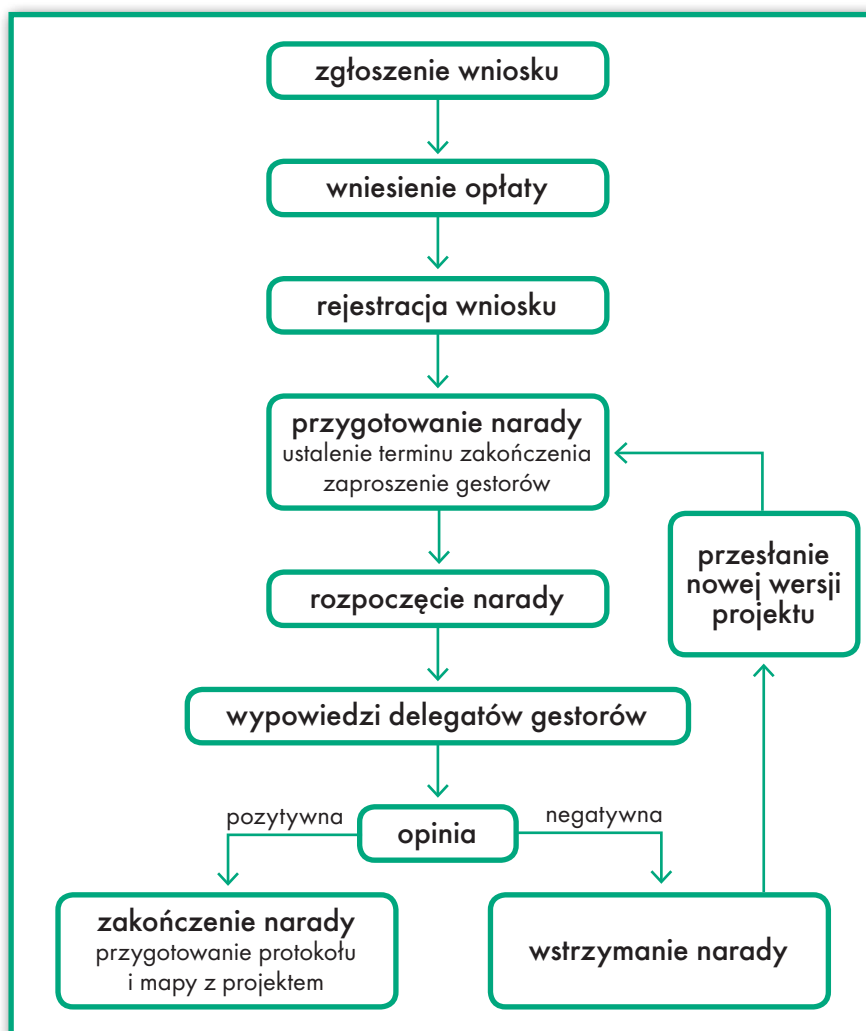 zgłoszenie wniosku
wniesienie opłaty
rejestracja wniosku
przygotowanie narady
ustalenie terminu zakończenia
zaproszenie gestorów
przesłanie
nowej wersji
projektu
rozpoczęcie narady
wypowiedzi delegatów gestorów
pozytywna
opinia
negatywna
zakończenie narady
przygotowanie protokołu
i mapy z projektem
wstrzymanie narady